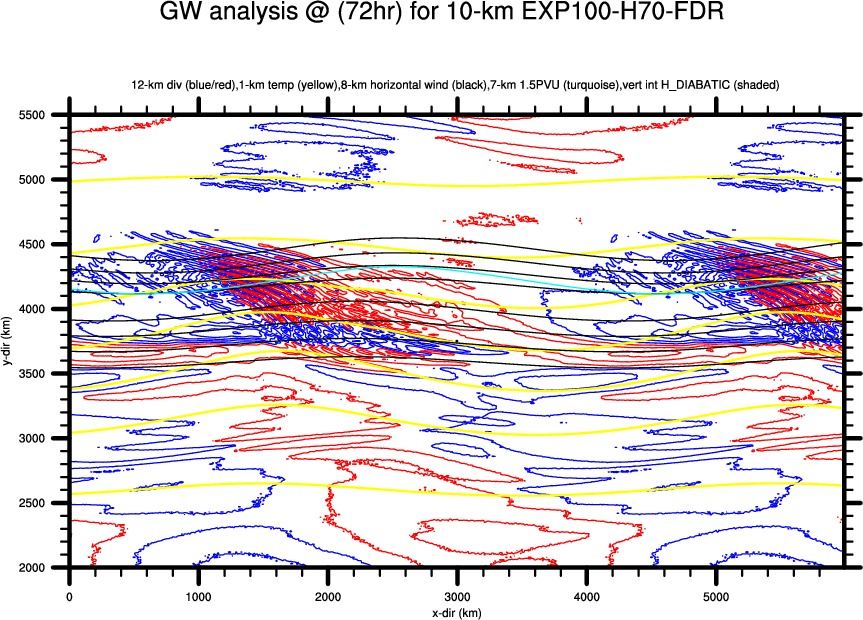 GW analysis @ (72hr) for 10-km EXP100-H70-FDR
12-km div (blue/red),1-km temp (yellow),8-km horizontal wind (black),7-km 1.5PVU (turquoise),vert int H_DIABATIC (shaded)
5500
5000
4500
4000
3500
3000
2500
2000
y-dir (km)
0 1000 2000 3000 4000 5000
x-dir (km)